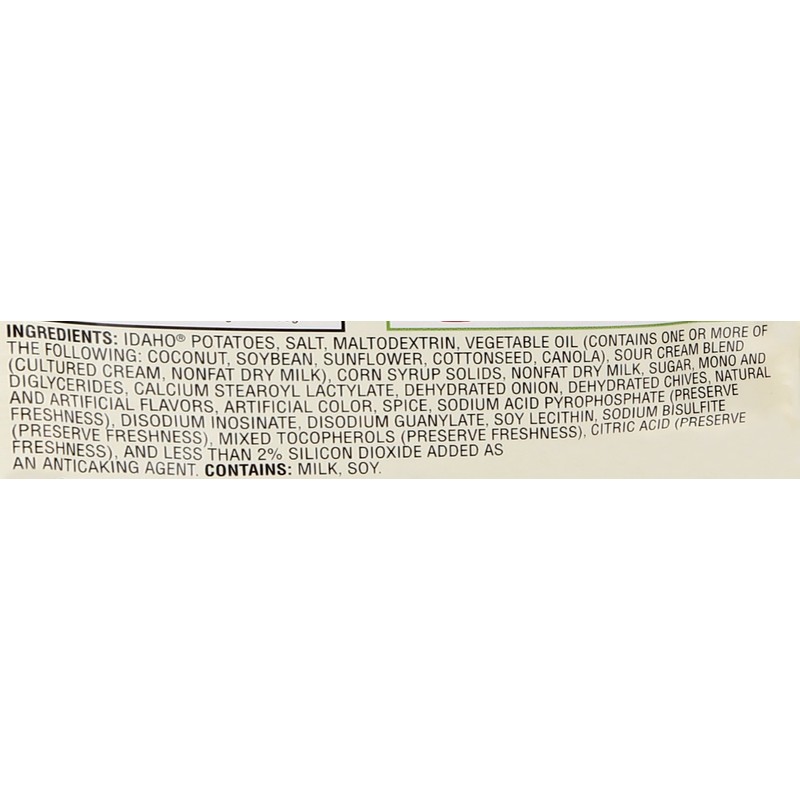 INGREDIENTS: IDAHO® POTATOES, SALT, MALTODEXTRIN, VEGETABLE OIL (CONTAINS ONE OR MORE OF
THE FOLLOWING: COCONUT, SOYBEAN, SUNFLOWER, COTTONSEED, CANOLA), SOUR CREAM BLEND
(CULTURED CREAM, NONFAT DRY MILK), CORN SYRUP SOLIDS, NONFAT DRY MILK, SUGAR, MONO AND
DIGLYCERIDES, CALCIUM STEAROYL LACTYLATE, DEHYDRATED ONION, DEHYDRATED CHIVES, NATURAL
AND ARTIFICIAL FLAVORS, ARTIFICIAL COLOR, SPICE, SODIUM ACID PYROPHOSPHATE (PRESERVE
FRESHNESS), DISODIUM INOSINATE, DISODIUM GUANYLATE, SOY LECITHIN, SODIUM BISULFITE
(PRESERVE FRESHNESS), MIXED TOCOPHEROLS (PRESERVE FRESHNESS), CITRIC ACID (PRESERVE
FRESHNESS), AND LESS THAN 2% SILICON DIOXIDE ADDED AS
AN ANTICAKING AGENT. CONTAINS: MILK, SOY.